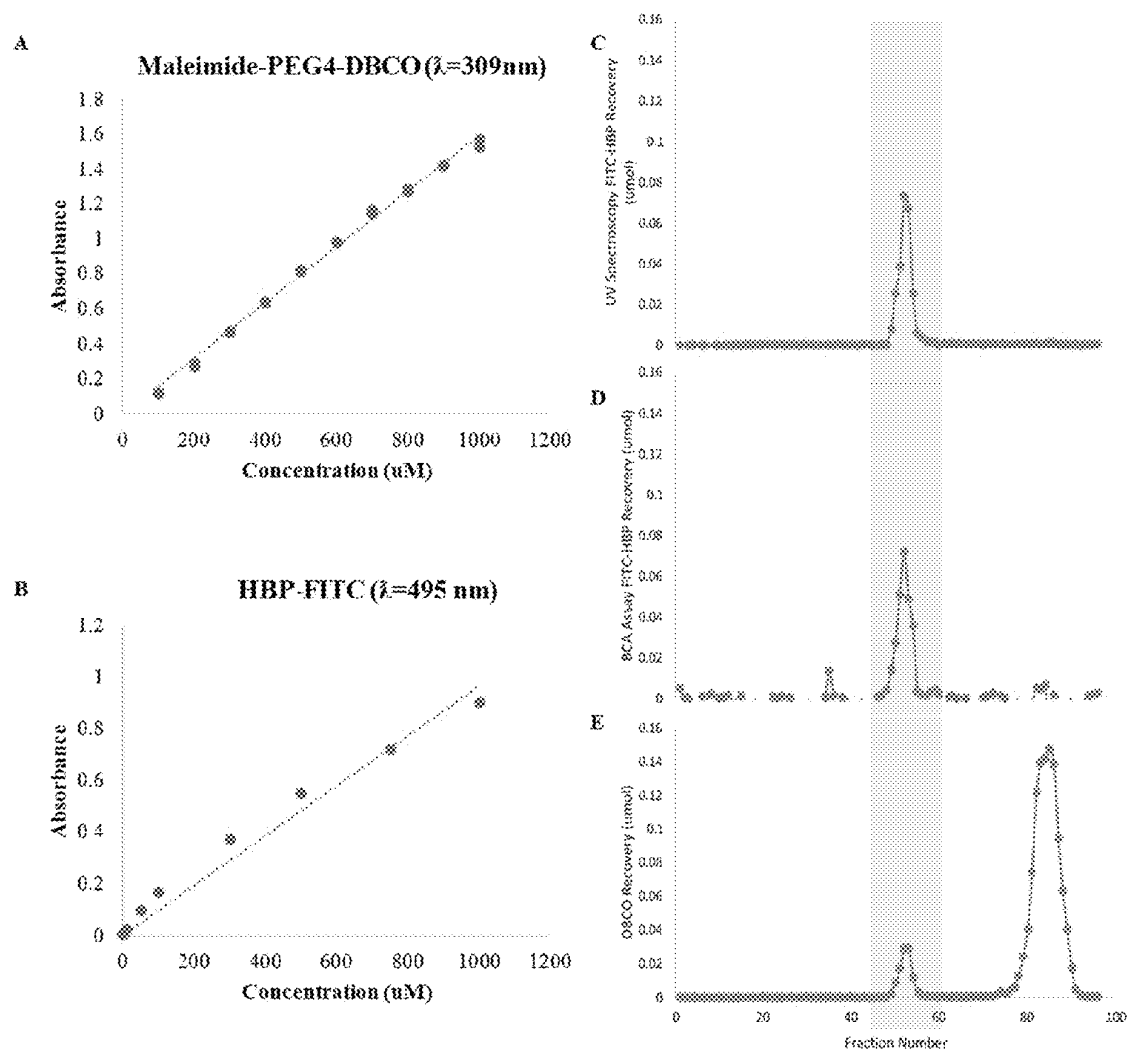 A
Maleimide-PEG4-DBCO (λ=309nm)
1.8
1.6
1.4
1.2
1
0.8
0.6
0.4
0.2
0
0 200 400 600 800 1000 1200
Absorbance
Concentration (uM)
B
HBP-FITC (λ=495 nm)
1.2
1
0.8
0.6
0.4
0.2
0
0 200 400 600 800 1000 1200
Absorbance
Concentration (uM)
C
UV Spectroscopy FITC-HBP Recovery
(umol)
0.16
0.14
0.12
0.1
0.08
0.06
0.04
0.02
0
D
BCA Assay FITC-HBP Recovery (umol)
0.16
0.14
0.12
0.1
0.08
0.06
0.04
0.02
0
E
DBCO Recovery (umol)
0.16
0.14
0.12
0.1
0.08
0.06
0.04
0.02
0
0 20 40 60 80 100
Fraction Number